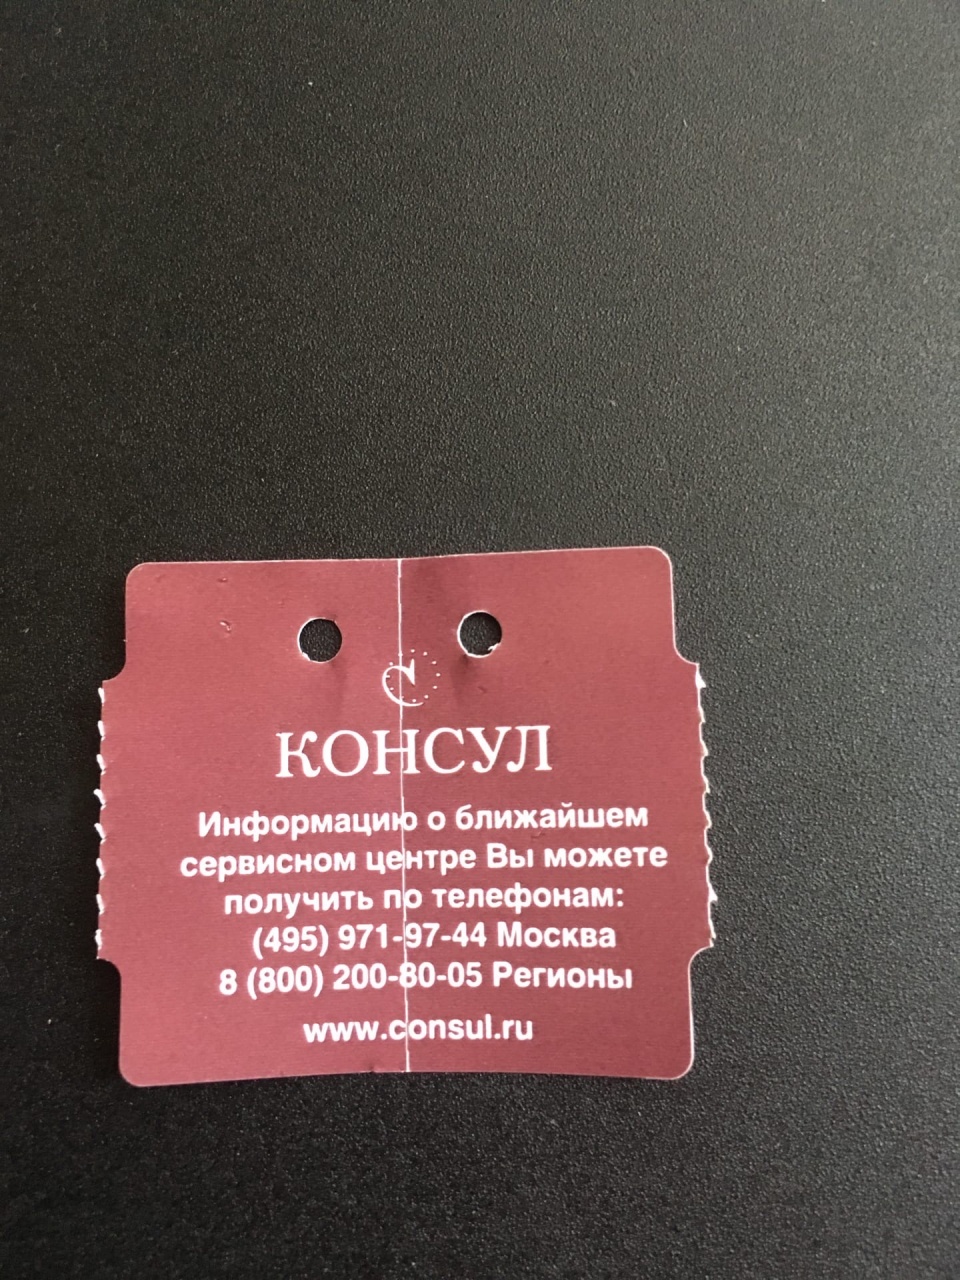 КОНСУЛ
Информацию о ближайшем
сервисном центре Вы можете
получить по телефонам:
(495) 971-97-44 Москва
8 (800) 200-80-05 Регионы
www.consul.ru